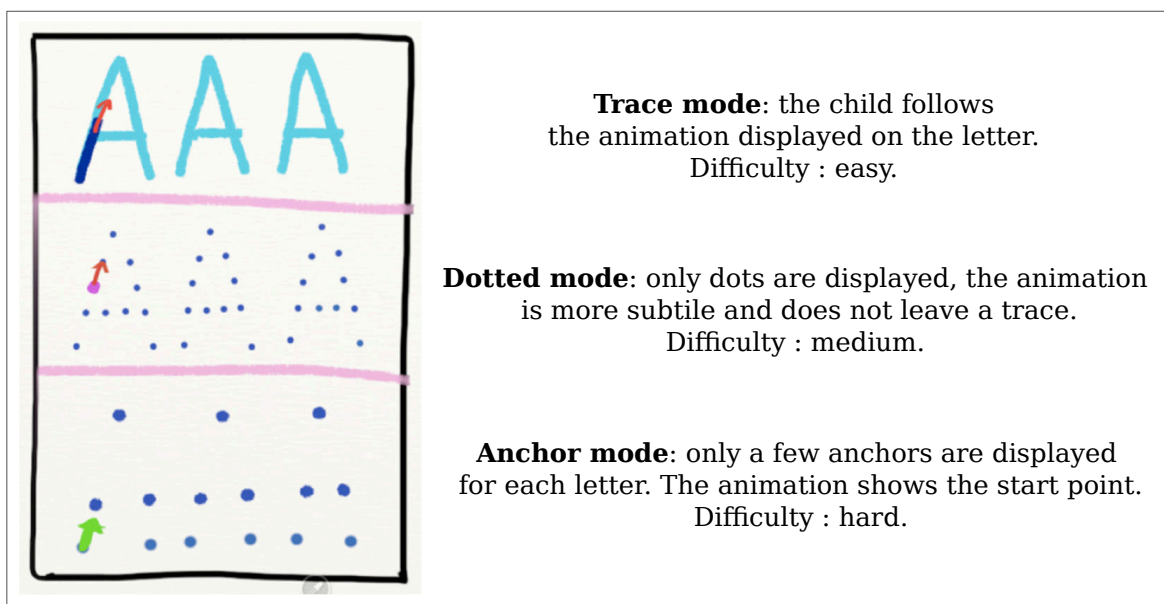 A A A
Trace mode: the child follows
the animation displayed on the letter.
Difficulty : easy.
Dotted mode: only dots are displayed, the animation
is more subtile and does not leave a trace.
Difficulty : medium.
Anchor mode: only a few anchors are displayed
for each letter. The animation shows the start point.
Difficulty : hard.